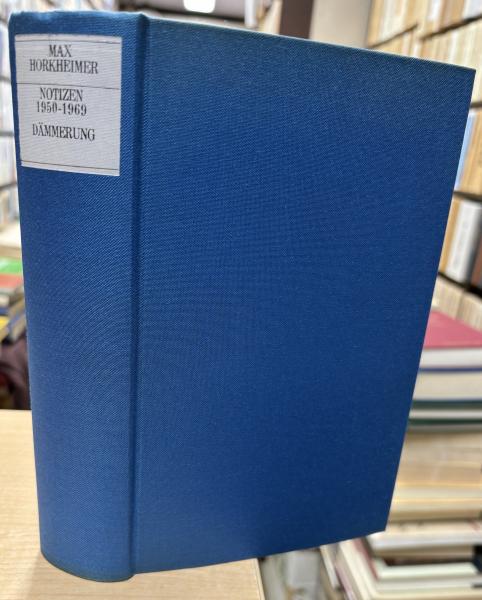 MAX
HORKHEIMER
NOTIZEN
1950-1969
DÄMMERUNG